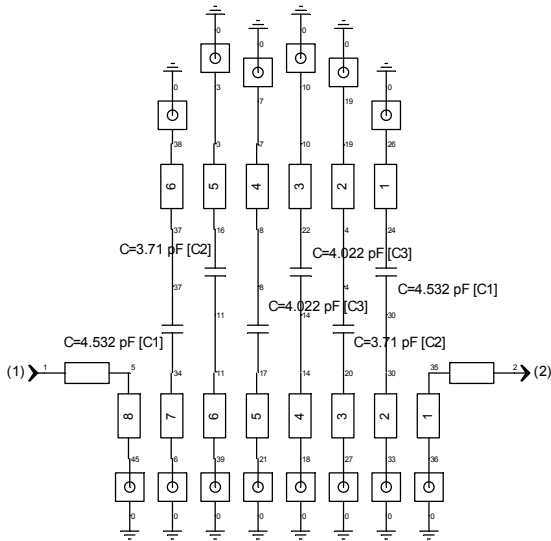 0 0
0 0
0 0
3 10
7 19
38 26
3 10
7 19
6 5 4 3 2 1
37 16 8 22 4 24
C=3.71 pF [C2] C=4.022 pF [C3]
37 8 4
C=4.532 pF [C1]
C=4.022 pF [C3]
11 14 30
C=4.532 pF [C1] C=3.71 pF [C2]
(1) 1 5 34 11 17 14 20 30 35 2 (2)
8 7 6 5 4 3 2 1
45 6 39 21 18 27 33 36
0 0 0 0 0 0 0 0